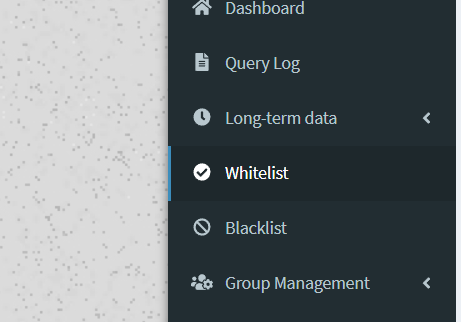 Dashboard
Query Log
Long-term data
Whitelist
Blacklist
Group Management